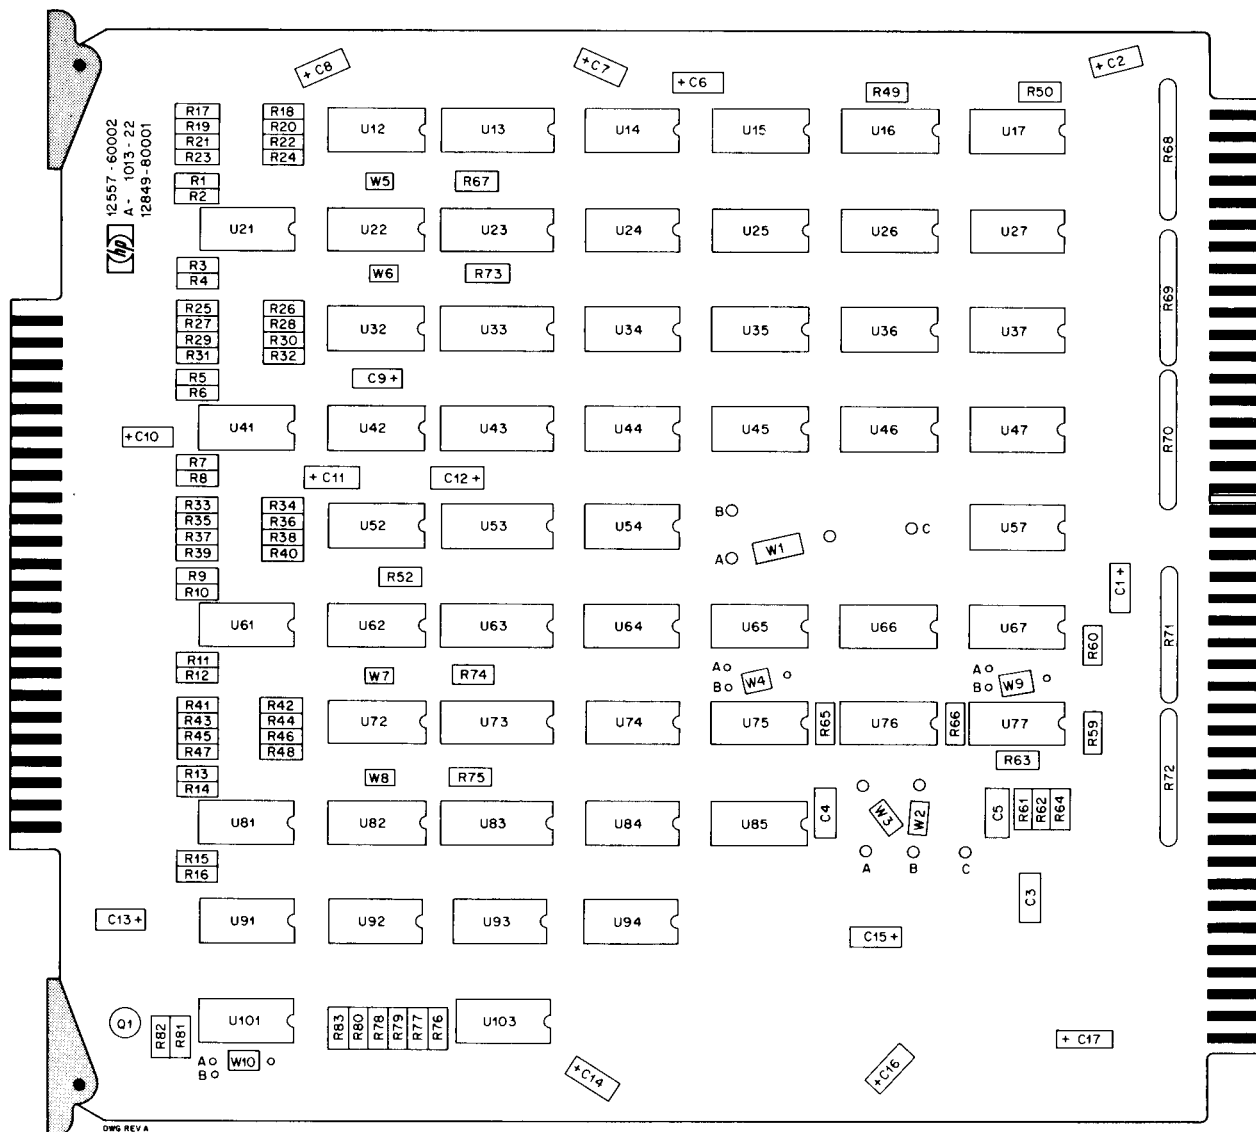 + C8
+ C7
+ C6
+ C2
R49
R50
R17
R19
R21
R23
R18
R20
R22
R24
U12
U13
U14
U15
U16
U17
R68
12557 - 60002
A - 1013 - 22
12849-80001
hp
R1
R2
W5
R67
U21
U22
U23
U24
U25
U26
U27
R3
R4
W6
R73
R69
R25
R27
R29
R31
R26
R28
R30
R32
U32
U33
U34
U35
U36
U37
R5
R6
C9 +
+ C10
U41
U42
U43
U44
U45
U46
U47
R70
R7
R8
+ C11
C12 +
R33
R35
R37
R39
R34
R36
R38
R40
U52
U53
U54
B
A
W1
C
U57
R9
R10
R52
C1 +
U61
U62
U63
U64
U65
U66
U67
R60
R71
R11
R12
W7
R74
A
B
W4
A
B
W9
R41
R43
R45
R47
R42
R44
R46
R48
U72
U73
U74
U75
R65
U76
R66
U77
R59
R63
R72
R13
R14
W8
R75
U81
U82
U83
U84
U85
C4
W3
W2
C5
R61
R62
R64
A
B
C
R15
R16
C3
C13 +
U91
U92
U93
U94
C15 +
Q1
R82
R81
U101
R83
R80
R78
R79
R77
R76
U103
+ C17
A
B
W10
+ C14
+ C16
DWG REV A